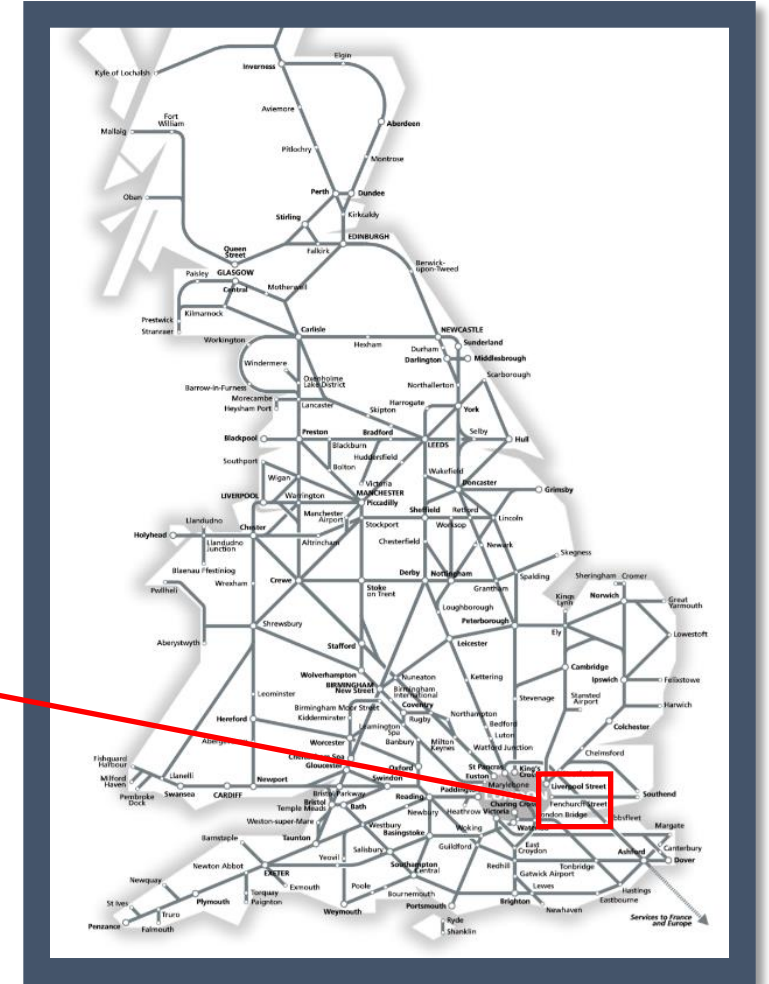 Elgin
Inverness
Kyle of Lochalsh
Aviemore
Fort
William
Mallaig
Aberdeen
Pitlochry
Montrose
Perth
Dundee
Oban
Stirling
Kirkcaldy
EDINBURGH
Queen
Street
Falkirk
Berwick-
upon-Tweed
Paisley
GLASGOW
Central
Motherwell
Prestwick
Kilmarnock
Stranraer
Carlisle
NEWCASTLE
Workington
Hexham
Sunderland
Durham
Darlington
Middlesbrough
Windermere
Scarborough
Oxenholme
Lake District
Barrow-in-Furness
Northallerton
Morecambe
Heysham Port
Lancaster
Harrogate
York
Skipton
Blackpool
Preston
Bradford
Selby
Hull
Blackburn
LEEDS
Huddersfield
Southport
Bolton
Wakefield
Wigan
Victoria
Doncaster
LIVERPOOL
Warrington
MANCHESTER
Piccadilly
Grimsby
Manchester
Airport
Sheffield
Retford
Llandudno
Chester
Stockport
Worksop
Lincoln
Holyhead
Llandudno
Junction
Altrincham
Chesterfield
Newark
Skegness
Blaenau Ffestiniog
Derby
Nottingham
Spalding
Sheringham
Cromer
Pwllheli
Wrexham
Crewe
Stoke
on Trent
Grantham
Kings
Lynn
Norwich
Great
Yarmouth
Loughborough
Aberystwyth
Shrewsbury
Peterborough
Ely
Lowestoft
Stafford
Leicester
Wolverhampton
Nuneaton
Kettering
Cambridge
BIRMINGHAM
New Street
Birmingham
International
Ipswich
Felixstowe
Leominster
Coventry
Stevenage
Stansted
Airport
Birmingham Moor Street
Kidderminster
Rugby
Northampton
Harwich
Hereford
Leamington
Spa
Bedford
Colchester
Worcester
Banbury
Milton
Keynes
Luton
Watford Junction
Chelmsford
Fishguard
Harbour
Gloucester
Oxford
St Pancras
King's
Euston
Llanelli
Newport
Swindon
Marylebone
Liverpool Street
Milford
Haven
Pembroke
Dock
Swansea
CARDIFF
Parkway
Bristol
Temple Meads
Bath
Reading
Charing
Fenchurch Street
Southend
Newbury
Heathrow
Victoria
Weston-super-Mare
Westbury
Basingstoke
Woking
Margate
Barnstaple
Taunton
Salisbury
Guildford
East
Croydon
Canterbury
Yeovil
Ashford
Dover
Newton Abbot
EXETER
Southampton
Central
Redhill
Tonbridge
Gatwick Airport
Newquay
Exmouth
Poole
Lewes
Hastings
St Ives
Plymouth
Torquay
Paignton
Bournemouth
Eastbourne
Truro
Weymouth
Portsmouth
Brighton
Newhaven
Penzance
Falmouth
Ryde
Shanklin
Services to France
and Europe